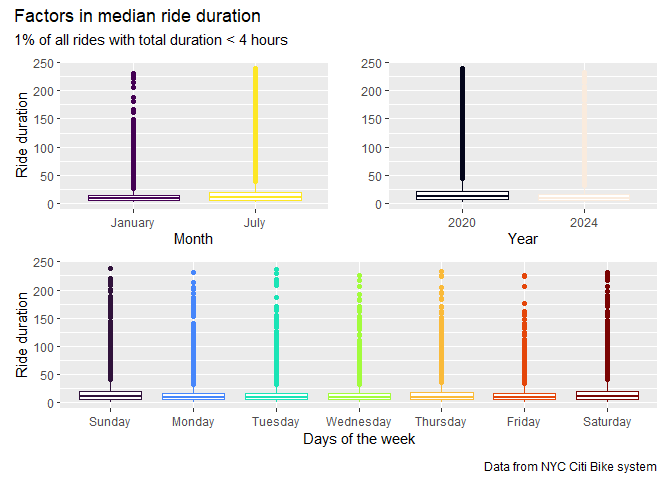 Factors in median ride duration
1% of all rides with total duration < 4 hours
Ride duration
250
200
150
100
50
0
January July
Month
250
200
150
100
50
0
2020 2024
Year
Ride duration
250
200
150
100
50
0
Sunday Monday Tuesday Wednesday Thursday Friday Saturday
Days of the week
Data from NYC Citi Bike system